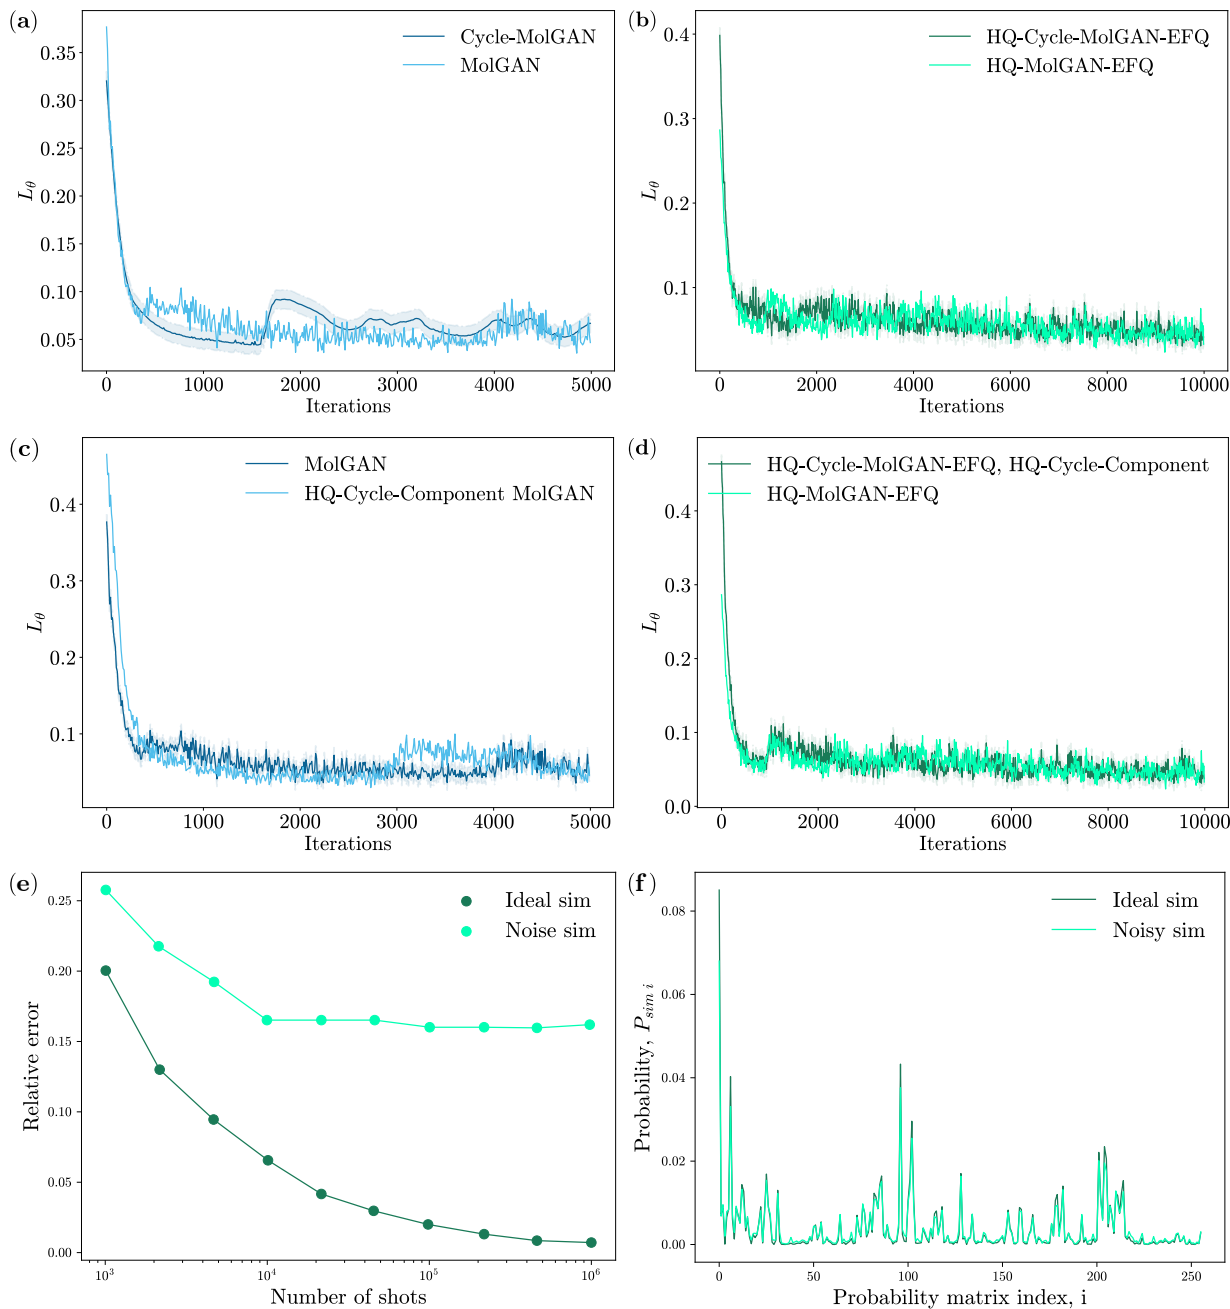 (a)
Cycle-MolGAN
MolGAN
0.35
0.30
0.25
0.20
0.15
0.10
0.05
L_θ
0 1000 2000 3000 4000 5000
Iterations
(b)
HQ-Cycle-MolGAN-EFQ
HQ-MolGAN-EFQ
0.4
0.3
0.2
0.1
L_θ
0 2000 4000 6000 8000 10000
Iterations
(c)
MolGAN
HQ-Cycle-Component MolGAN
0.4
0.3
0.2
0.1
L_θ
0 1000 2000 3000 4000 5000
Iterations
(d)
HQ-Cycle-MolGAN-EFQ, HQ-Cycle-Component
HQ-MolGAN-EFQ
0.4
0.3
0.2
0.1
0.0
L_θ
0 2000 4000 6000 8000 10000
Iterations
(e)
Ideal sim
Noise sim
0.25
0.20
0.15
0.10
0.05
0.00
Relative error
10³ 10⁴ 10⁵ 10⁶
Number of shots
(f)
Ideal sim
Noisy sim
0.08
0.06
0.04
0.02
0.00
Probability, P_sim i
0 50 100 150 200 250
Probability matrix index, i